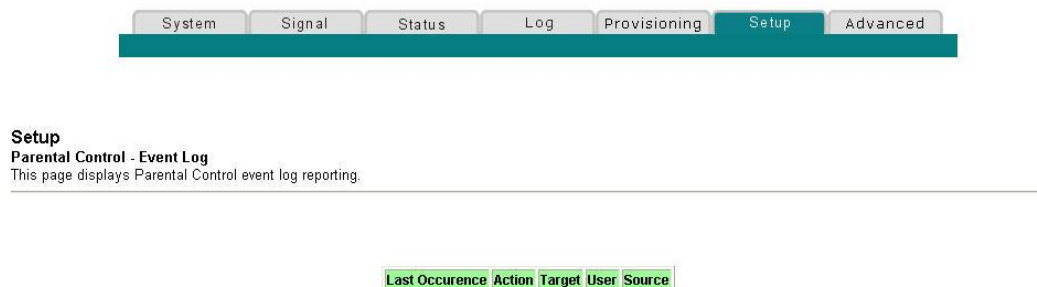 System Signal Status Log Provisioning Setup Advanced
Setup
Parental Control - Event Log
This page displays Parental Control event log reporting.
Last Occurence Action Target User Source